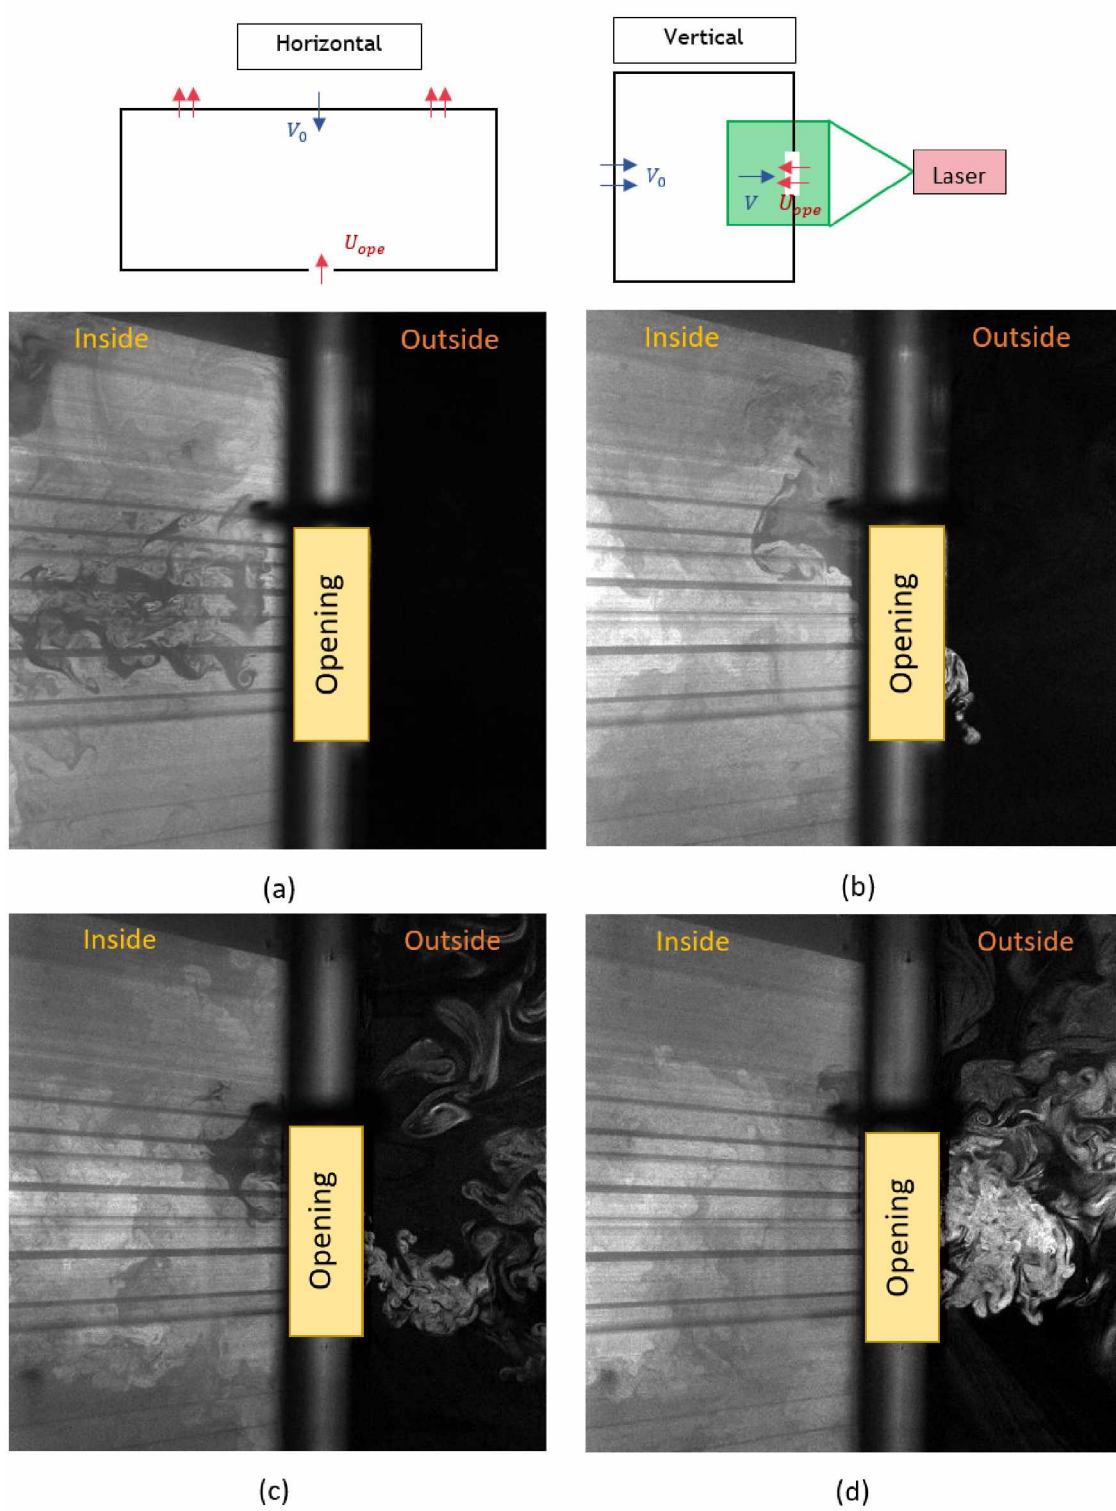 Horizontal
Vertical
V0
Uope
V0
V
Uope
Laser
Inside
Outside
Opening
Inside
Outside
Opening
(a)
(b)
Inside
Outside
Opening
Inside
Outside
Opening
(c)
(d)